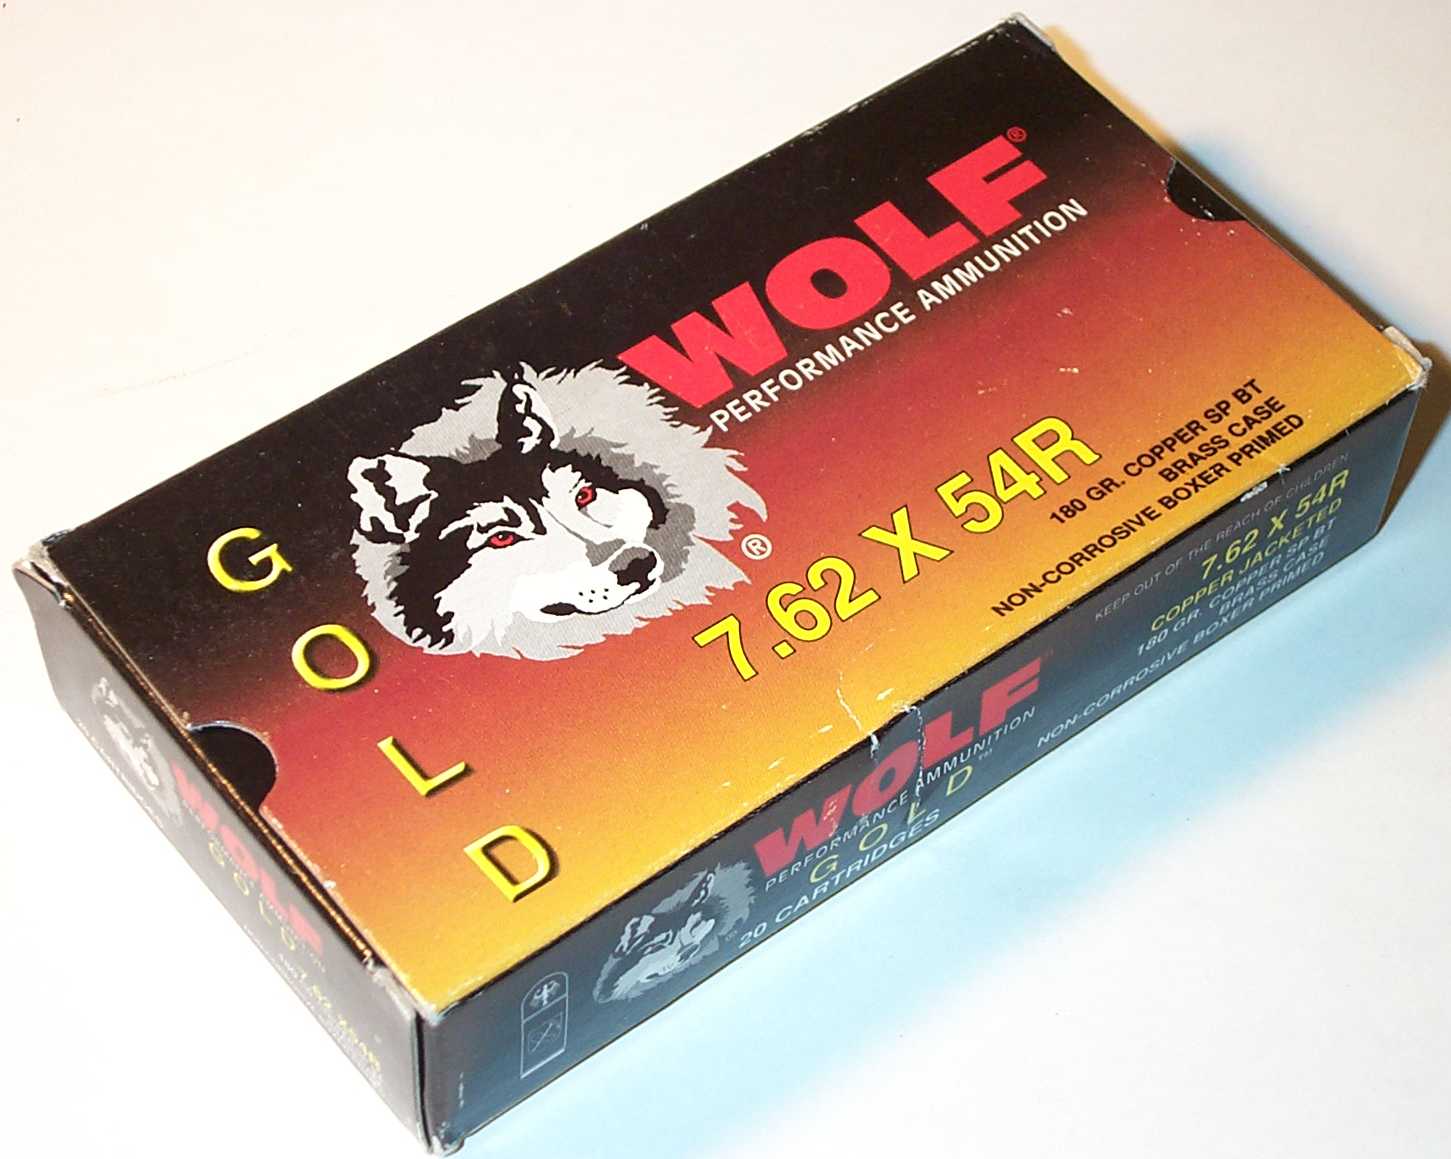 WOLF®
PERFORMANCE AMMUNITION
®
GOLD
7.62 X 54R
180 GR. COPPER SP BT
BRASS CASE
NON-CORROSIVE BOXER PRIMED
WOLF
PERFORMANCE AMMUNITION
GOLD™
20 CARTRIDGES
KEEP OUT OF THE REACH OF CHILDREN
7.62 X 54R
COPPER JACKETED
180 GR. COPPER SP BT
BRASS CASE
NON-CORROSIVE BOXER PRIMED
WOLF
GOLD